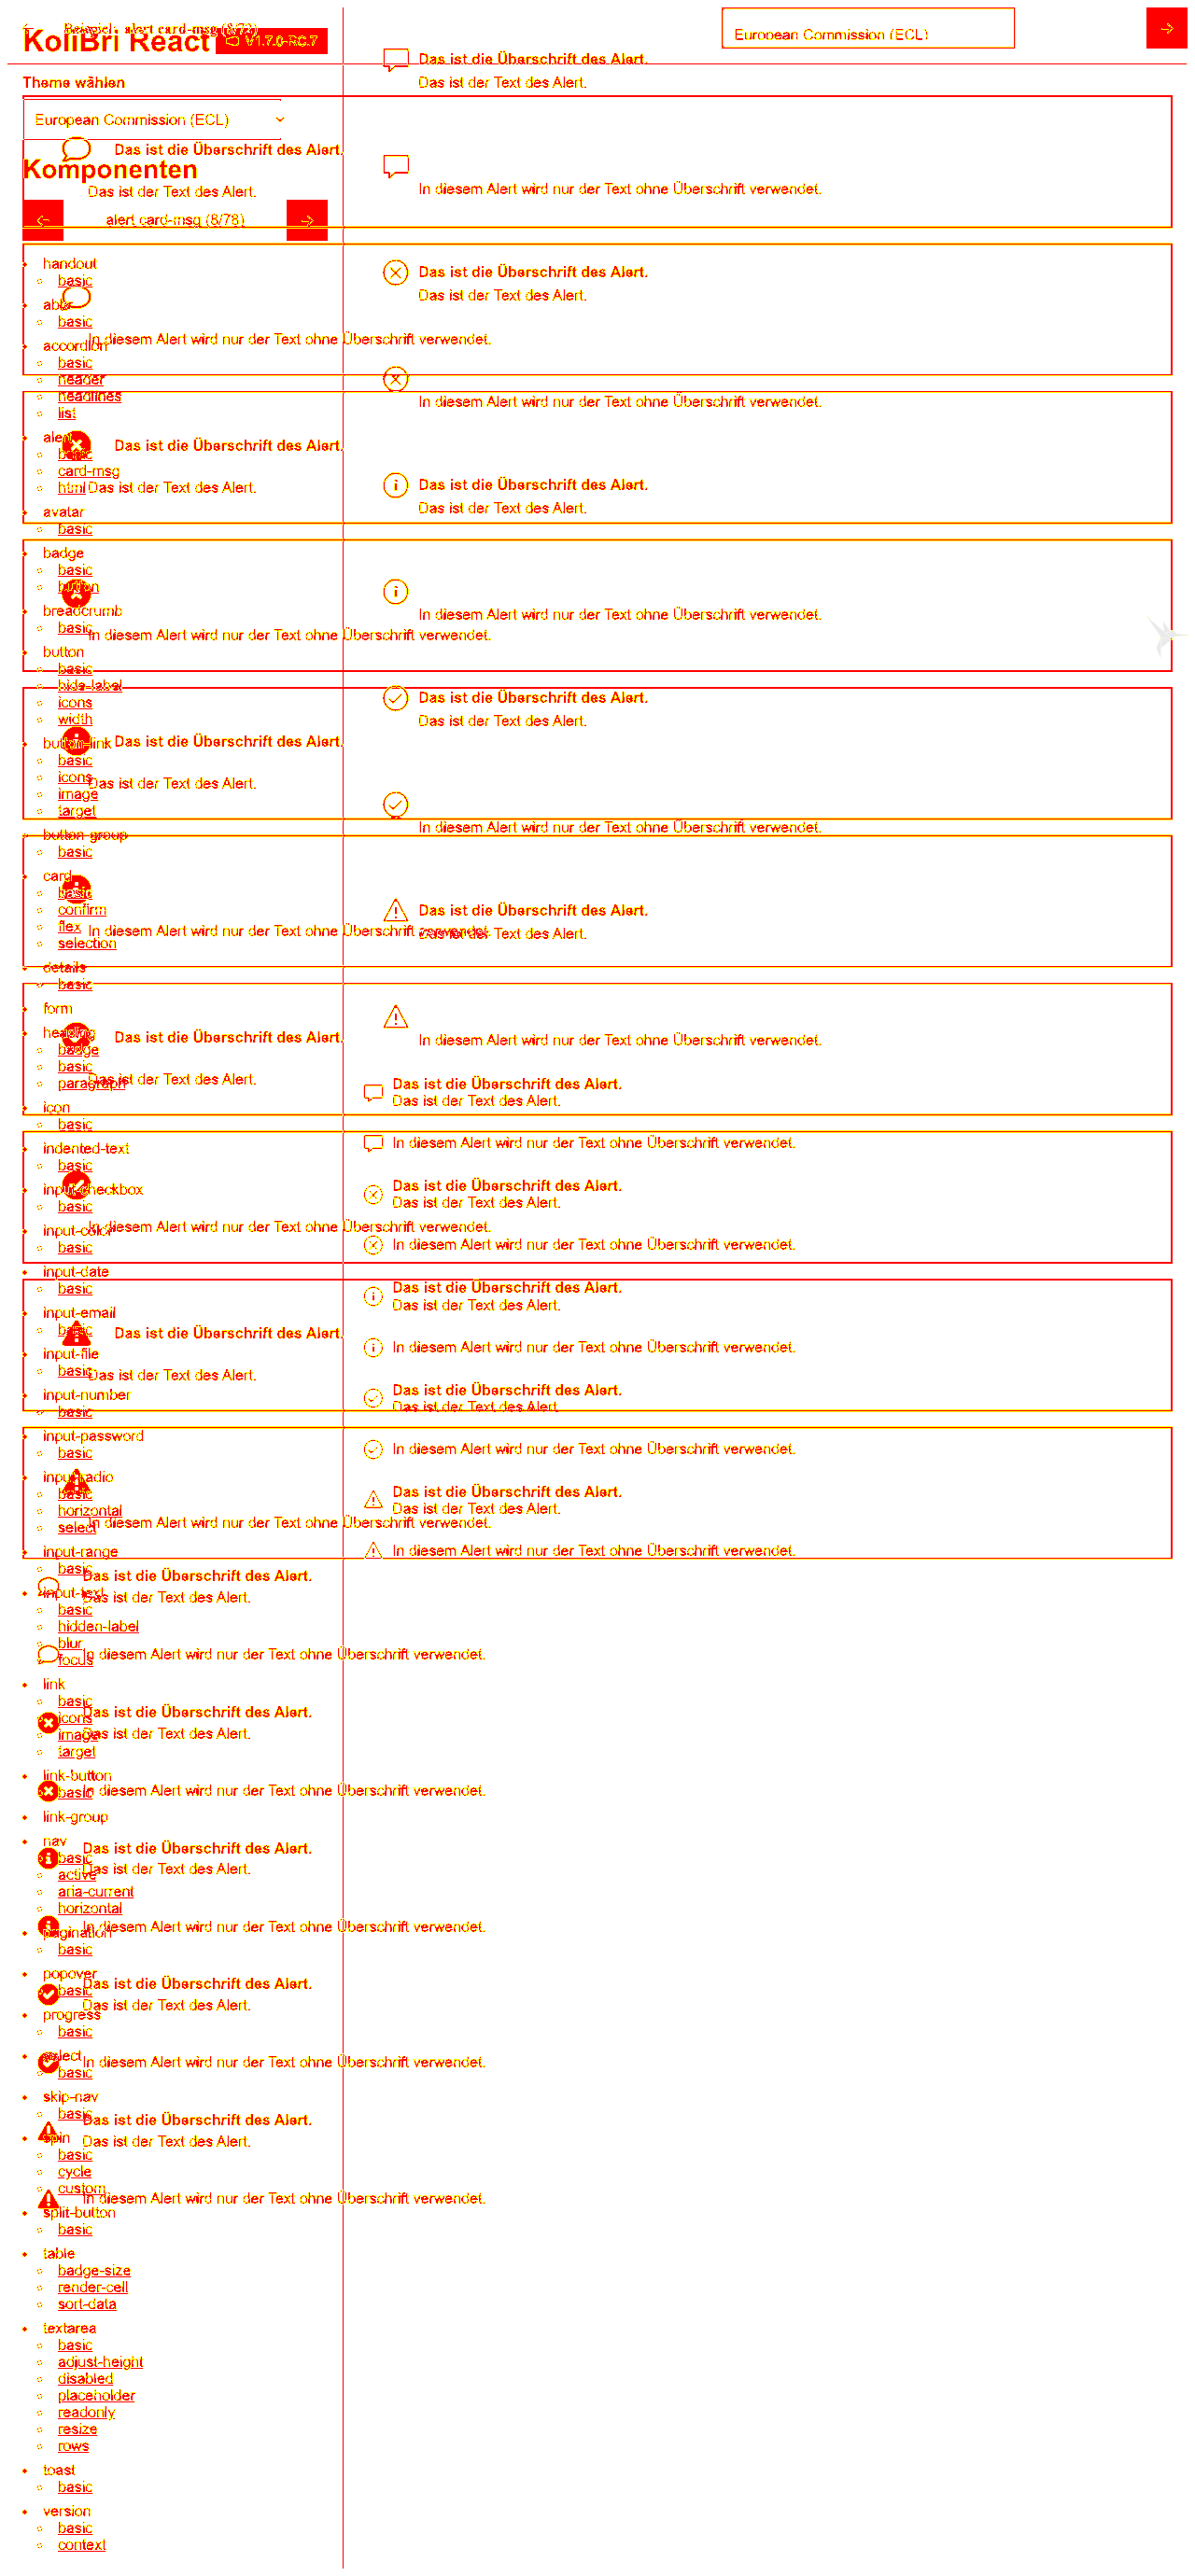 Beispiel: alert card-msg (8/78)
KoliBri React V1.7.0-RC.7
European Commission (ECL)
Das ist die Überschrift des Alert.
Theme wählen
Das ist der Text des Alert.
European Commission (ECL)
Das ist die Überschrift des Alert.
Komponenten
Das ist der Text des Alert.
In diesem Alert wird nur der Text ohne Überschrift verwendet.
alert card-msg (8/78)
handout
basic
Das ist die Überschrift des Alert.
Das ist der Text des Alert.
abbr
basic
In diesem Alert wird nur der Text ohne Überschrift verwendet.
accordion
basic
header
headlines
list
In diesem Alert wird nur der Text ohne Überschrift verwendet.
alert
basic
card-msg
html
Das ist die Überschrift des Alert.
Das ist der Text des Alert.
Das ist die Überschrift des Alert.
Das ist der Text des Alert.
avatar
basic
badge
basic
button
breadcrumb
basic
In diesem Alert wird nur der Text ohne Überschrift verwendet.
In diesem Alert wird nur der Text ohne Überschrift verwendet.
button
basic
hide-label
icons
width
Das ist die Überschrift des Alert.
Das ist der Text des Alert.
button-link
basic
icons
image
target
Das ist die Überschrift des Alert.
Das ist der Text des Alert.
In diesem Alert wird nur der Text ohne Überschrift verwendet.
button-group
basic
card
basic
confirm
flex
selection
Das ist die Überschrift des Alert.
In diesem Alert wird nur der Text ohne Überschrift verwendet.
Das ist der Text des Alert.
details
basic
form
heading
badge
basic
paragraph
Das ist die Überschrift des Alert.
Das ist der Text des Alert.
In diesem Alert wird nur der Text ohne Überschrift verwendet.
Das ist die Überschrift des Alert.
Das ist der Text des Alert.
icon
basic
indented-text
basic
In diesem Alert wird nur der Text ohne Überschrift verwendet.
input-checkbox
basic
Das ist die Überschrift des Alert.
Das ist der Text des Alert.
input-color
basic
In diesem Alert wird nur der Text ohne Überschrift verwendet.
In diesem Alert wird nur der Text ohne Überschrift verwendet.
input-date
basic
Das ist die Überschrift des Alert.
Das ist der Text des Alert.
input-email
basic
Das ist die Überschrift des Alert.
In diesem Alert wird nur der Text ohne Überschrift verwendet.
input-file
basic
Das ist der Text des Alert.
input-number
basic
Das ist die Überschrift des Alert.
Das ist der Text des Alert.
input-password
basic
In diesem Alert wird nur der Text ohne Überschrift verwendet.
input-radio
basic
horizontal
select
Das ist die Überschrift des Alert.
Das ist der Text des Alert.
In diesem Alert wird nur der Text ohne Überschrift verwendet.
input-range
basic
In diesem Alert wird nur der Text ohne Überschrift verwendet.
Das ist die Überschrift des Alert.
Das ist der Text des Alert.
input-text
basic
hidden-label
blur
focus
In diesem Alert wird nur der Text ohne Überschrift verwendet.
link
basic
icons
image
target
Das ist die Überschrift des Alert.
Das ist der Text des Alert.
link-button
basic
In diesem Alert wird nur der Text ohne Überschrift verwendet.
link-group
nav
basic
active
aria-current
horizontal
Das ist die Überschrift des Alert.
Das ist der Text des Alert.
In diesem Alert wird nur der Text ohne Überschrift verwendet.
pagination
basic
popover
basic
Das ist die Überschrift des Alert.
Das ist der Text des Alert.
progress
basic
select
basic
In diesem Alert wird nur der Text ohne Überschrift verwendet.
skip-nav
basic
Das ist die Überschrift des Alert.
Das ist der Text des Alert.
spin
basic
cycle
custom
In diesem Alert wird nur der Text ohne Überschrift verwendet.
split-button
basic
table
badge-size
render-cell
sort-data
textarea
basic
adjust-height
disabled
placeholder
readonly
resize
rows
toast
basic
version
basic
context